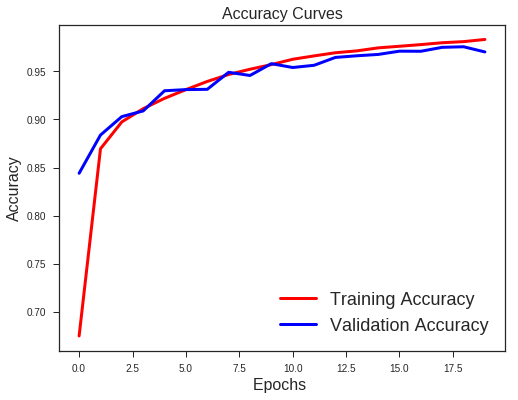 Accuracy Curves
Accuracy
0.95
0.90
0.85
0.80
0.75
0.70
Training Accuracy
Validation Accuracy
0.0 2.5 5.0 7.5 10.0 12.5 15.0 17.5
Epochs